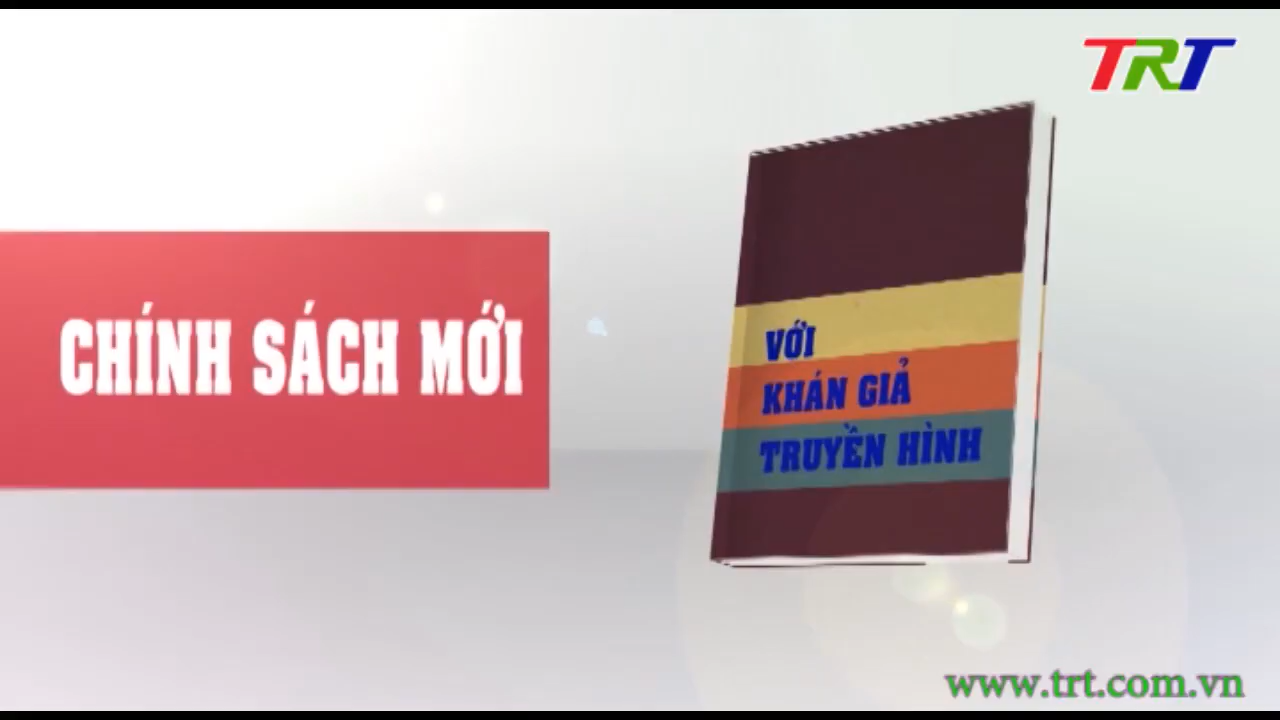 TRT
CHÍNH SÁCH MỚI
VỚI
KHÁN GIẢ
TRUYỀN HÌNH
www.trt.com.vn